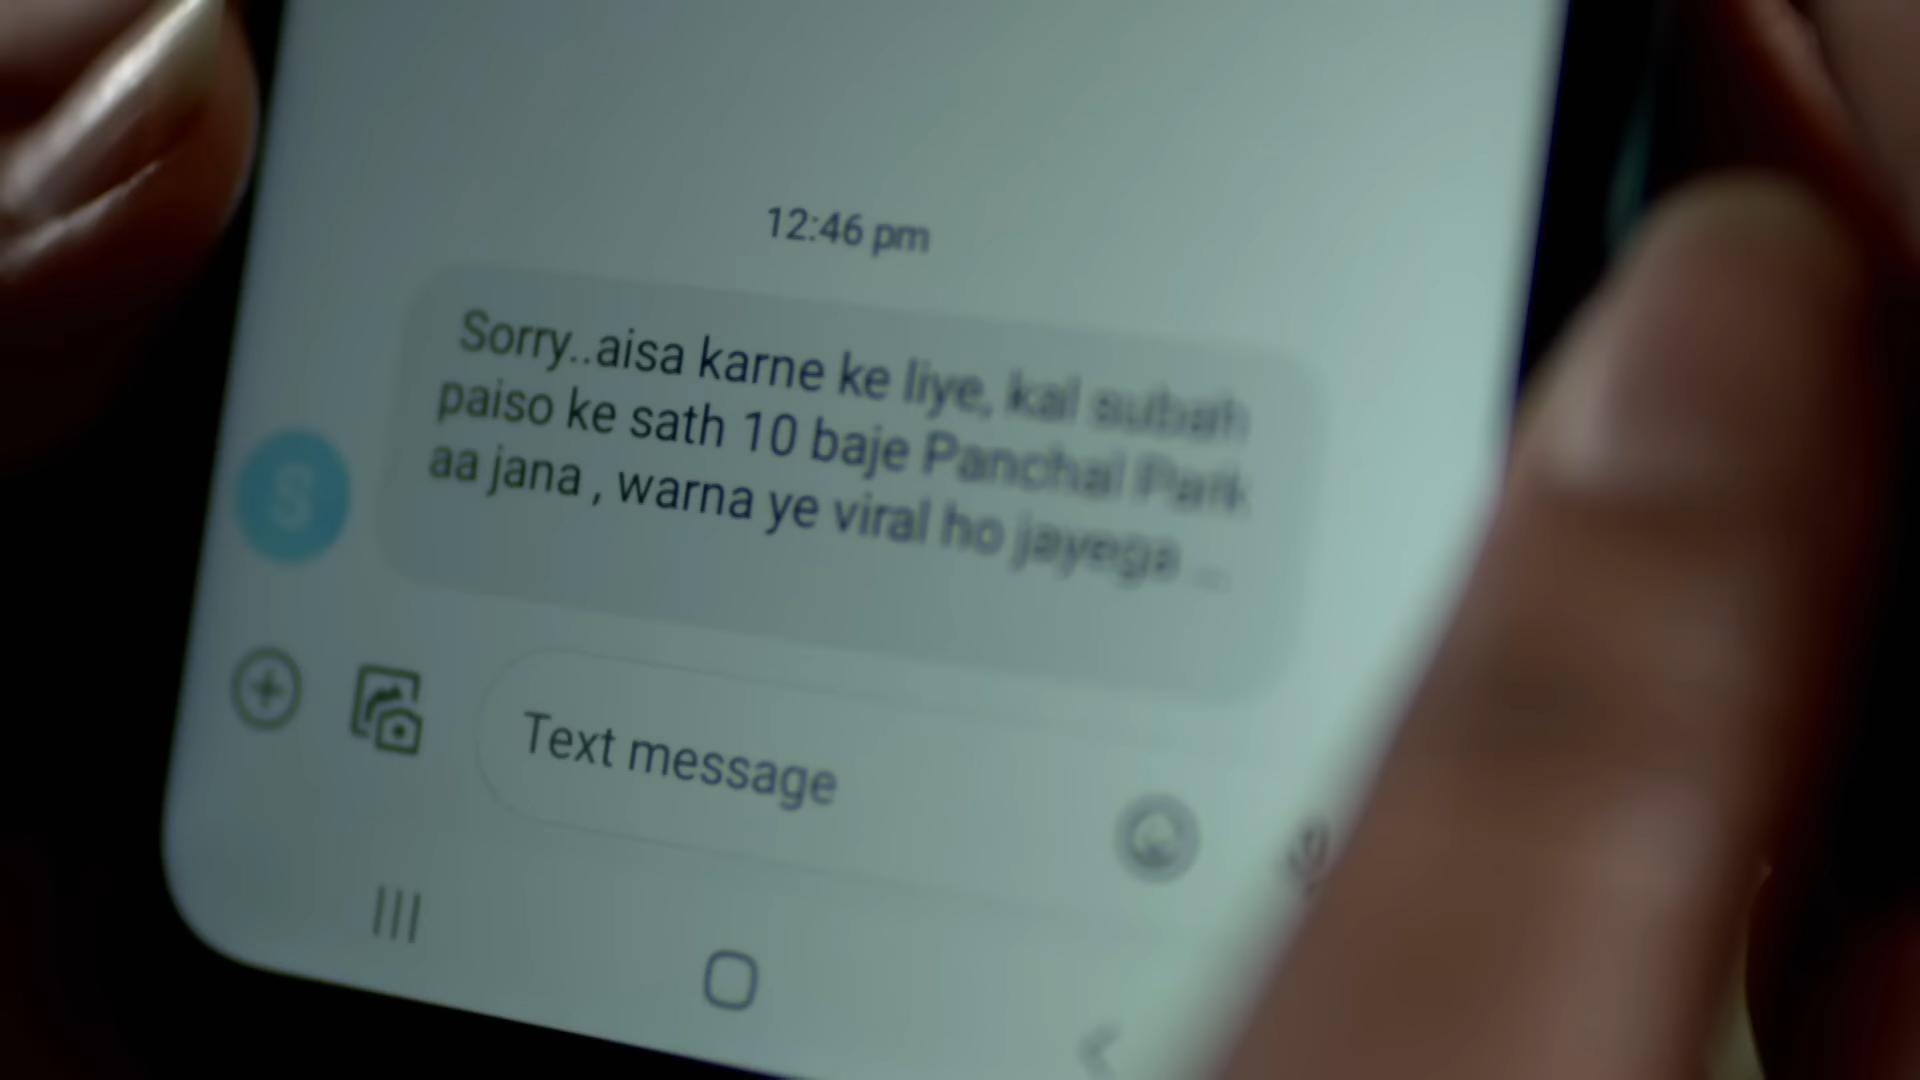 12:46 pm
Sorry..aisa karne ke liye, kal subah
paiso ke sath 10 baje Panchal Park
aa jana , warna ye viral ho jayega ...
S
Text message